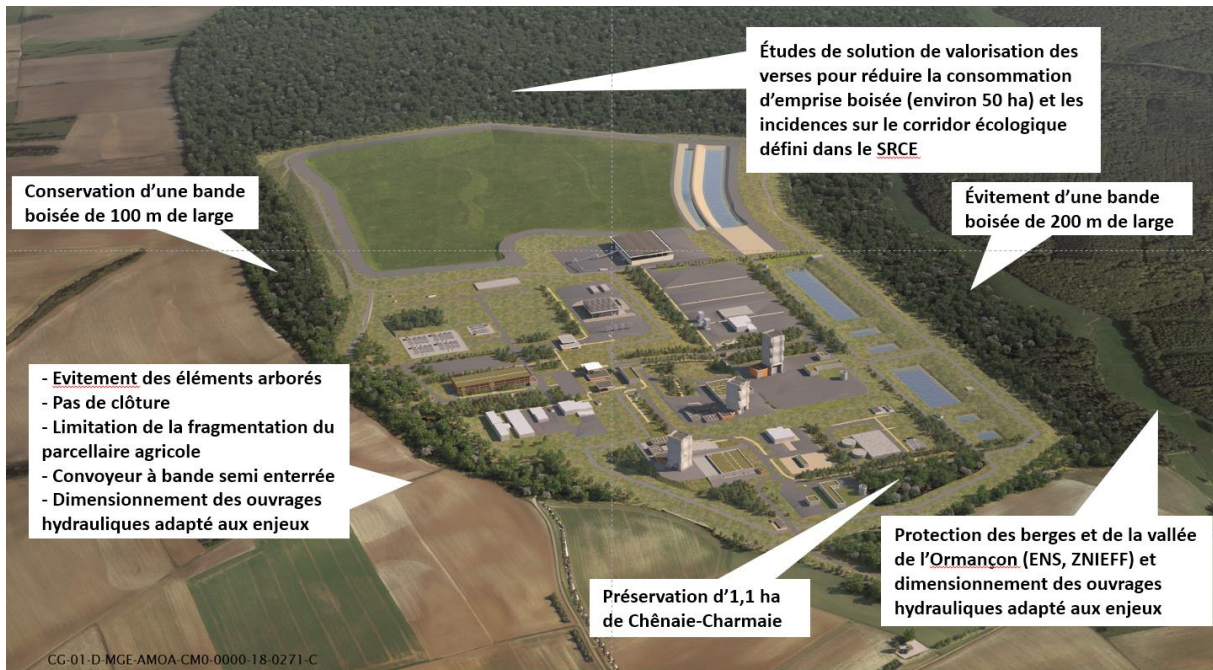 Études de solution de valorisation des
verses pour réduire la consommation
d'emprise boisée (environ 50 ha) et les
incidences sur le corridor écologique
défini dans le SRCE
Conservation d'une bande
boisée de 100 m de large
Évitement d'une bande
boisée de 200 m de large
- Evitement des éléments arborés
- Pas de clôture
- Limitation de la fragmentation du
parcellaire agricole
- Convoyeur à bande semi enterrée
- Dimensionnement des ouvrages
hydrauliques adapté aux enjeux
Protection des berges et de la vallée
de l'Ormançon (ENS, ZNIEFF) et
dimensionnement des ouvrages
hydrauliques adapté aux enjeux
Préservation d'1,1 ha
de Chênaie-Charmaie
CG-01-D-MGE-AMOA-CM0-0000-18-0271-C